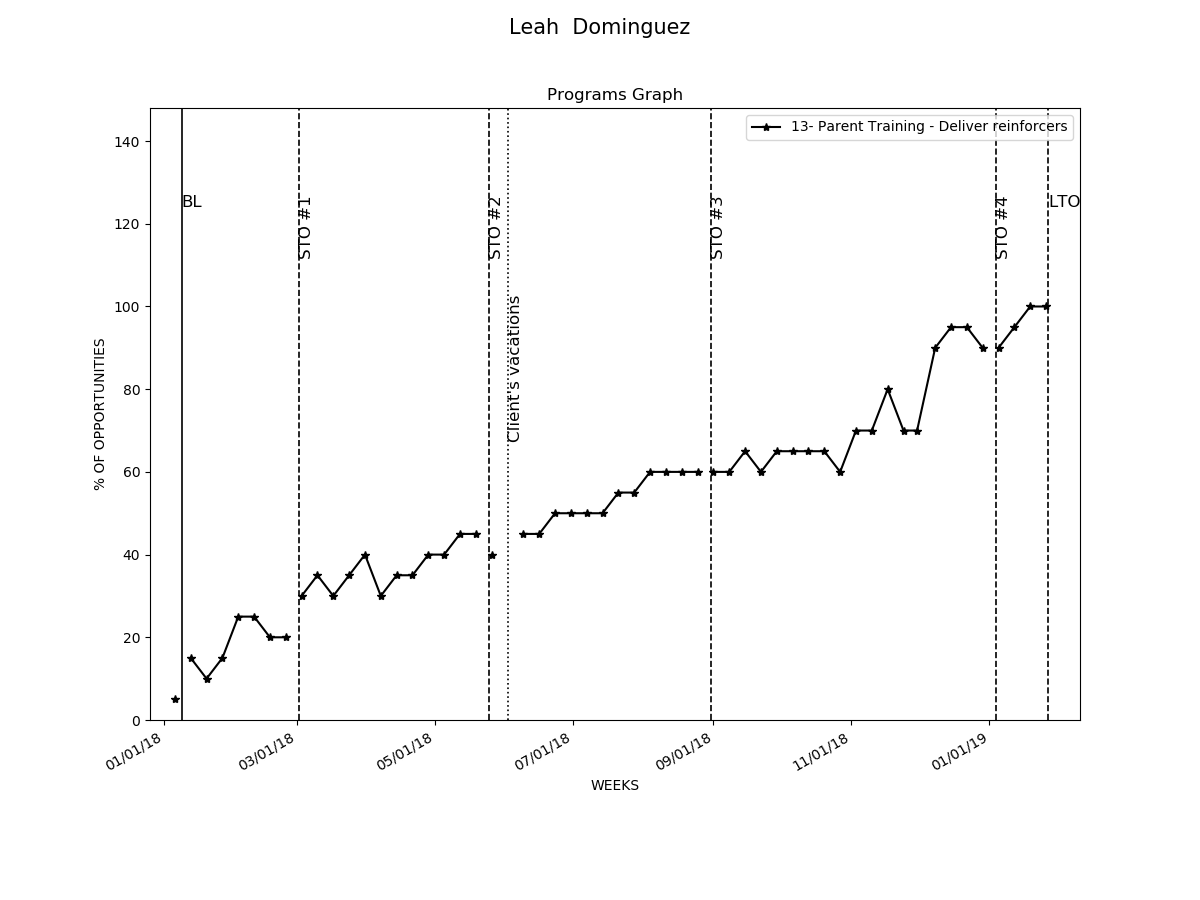 Leah  Dominguez
Programs Graph
13- Parent Training - Deliver reinforcers
BL
STO #1
STO #2
Client's vacations
STO #3
STO #4
LTO
% OF OPPORTUNITIES
140
120
100
80
60
40
20
0
01/01/18
03/01/18
05/01/18
07/01/18
09/01/18
11/01/18
01/01/19
WEEKS